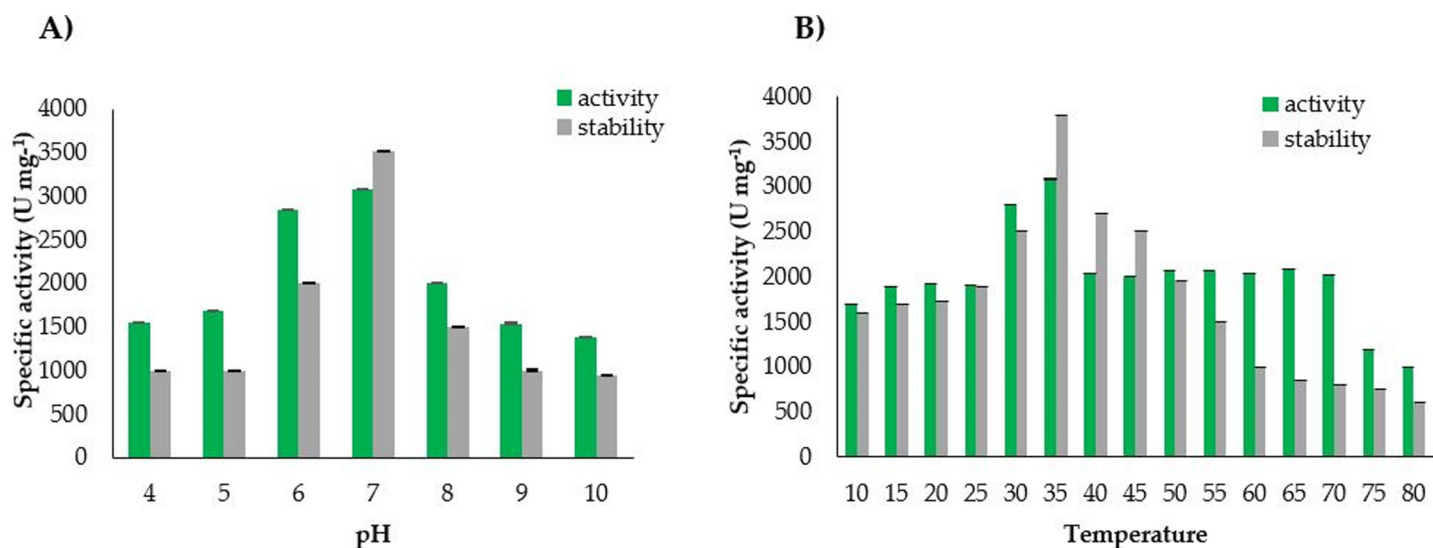 A)
activity
stability
Specific activity (U mg-1)
4000
3500
3000
2500
2000
1500
1000
500
0
4 5 6 7 8 9 10
pH
B)
activity
stability
Specific activity (U mg-1)
4000
3500
3000
2500
2000
1500
1000
500
0
10 15 20 25 30 35 40 45 50 55 60 65 70 75 80
Temperature